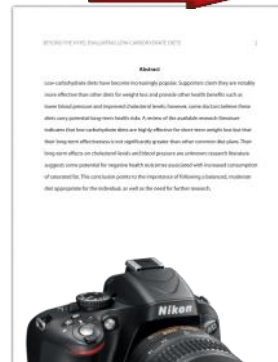 BEYOND THE HYPE: EVALUATING LOW-CARBOHYDRATE DIETS 2
Abstract
Low-carbohydrate diets have become increasingly popular. Supporters claim they are notably
more effective than other diets for weight loss and provide other health benefits such as
lower blood pressure and improved cholesterol levels; however, some doctors believe these
diets carry potential long-term health risks. A review of the available research literature
indicates that low-carbohydrate diets are highly effective for short-term weight loss but that
their long-term effectiveness is not significantly greater than other common diet plans. Their
long-term effects on cholesterol levels and blood pressure are unknown; research literature
suggests some potential for negative health outcomes associated with increased consumption
of saturated fat. This conclusion points to the importance of following a balanced, moderate
diet appropriate for the individual, as well as the need for further research.
Nikon